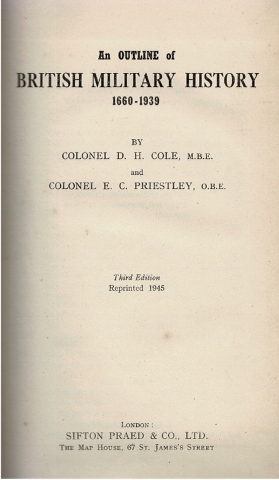 An OUTLINE of
BRITISH MILITARY HISTORY
1660-1939
BY
COLONEL D. H. COLE, M.B.E.
and
COLONEL E. C. PRIESTLEY, O.B.E.
Third Edition
Reprinted 1945
LONDON:
SIFTON PRAED & CO., LTD.
THE MAP HOUSE, 67 ST. JAMES'S STREET